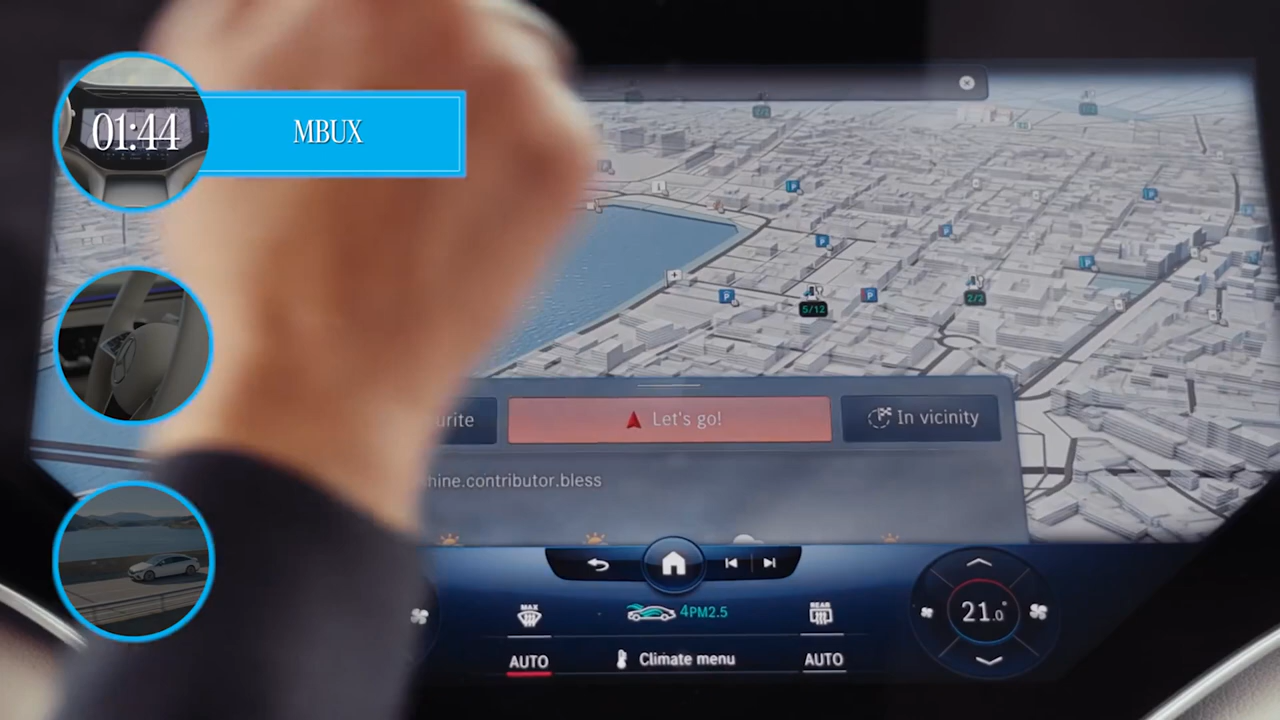 01:44
MBUX
P
P
P
P
P
P
P
5/12
2/2
Let's go!
In vicinity
hine.contributor.bless
MAX
4PM2.5
REAR
21.0°
AUTO
Climate menu
AUTO